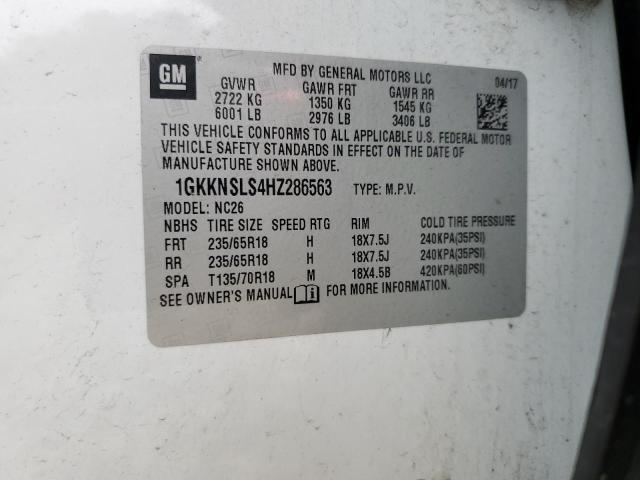 GM
MFD BY GENERAL MOTORS LLC
04/17
GVWR GAWR FRT GAWR RR
2722 KG 1350 KG 1545 KG
6001 LB 2976 LB 3406 LB
THIS VEHICLE CONFORMS TO ALL APPLICABLE U.S. FEDERAL MOTOR
VEHICLE SAFETY STANDARDS IN EFFECT ON THE DATE OF
MANUFACTURE SHOWN ABOVE.
1GKKNSLS4HZ286563 TYPE: M.P.V.
MODEL: NC26
NBHS TIRE SIZE SPEED RTG RIM COLD TIRE PRESSURE
FRT 235/65R18 H 18X7.5J 240KPA(35PSI)
RR 235/65R18 H 18X7.5J 240KPA(35PSI)
SPA T135/70R18 M 18X4.5B 420KPA(60PSI)
SEE OWNER'S MANUAL FOR MORE INFORMATION.